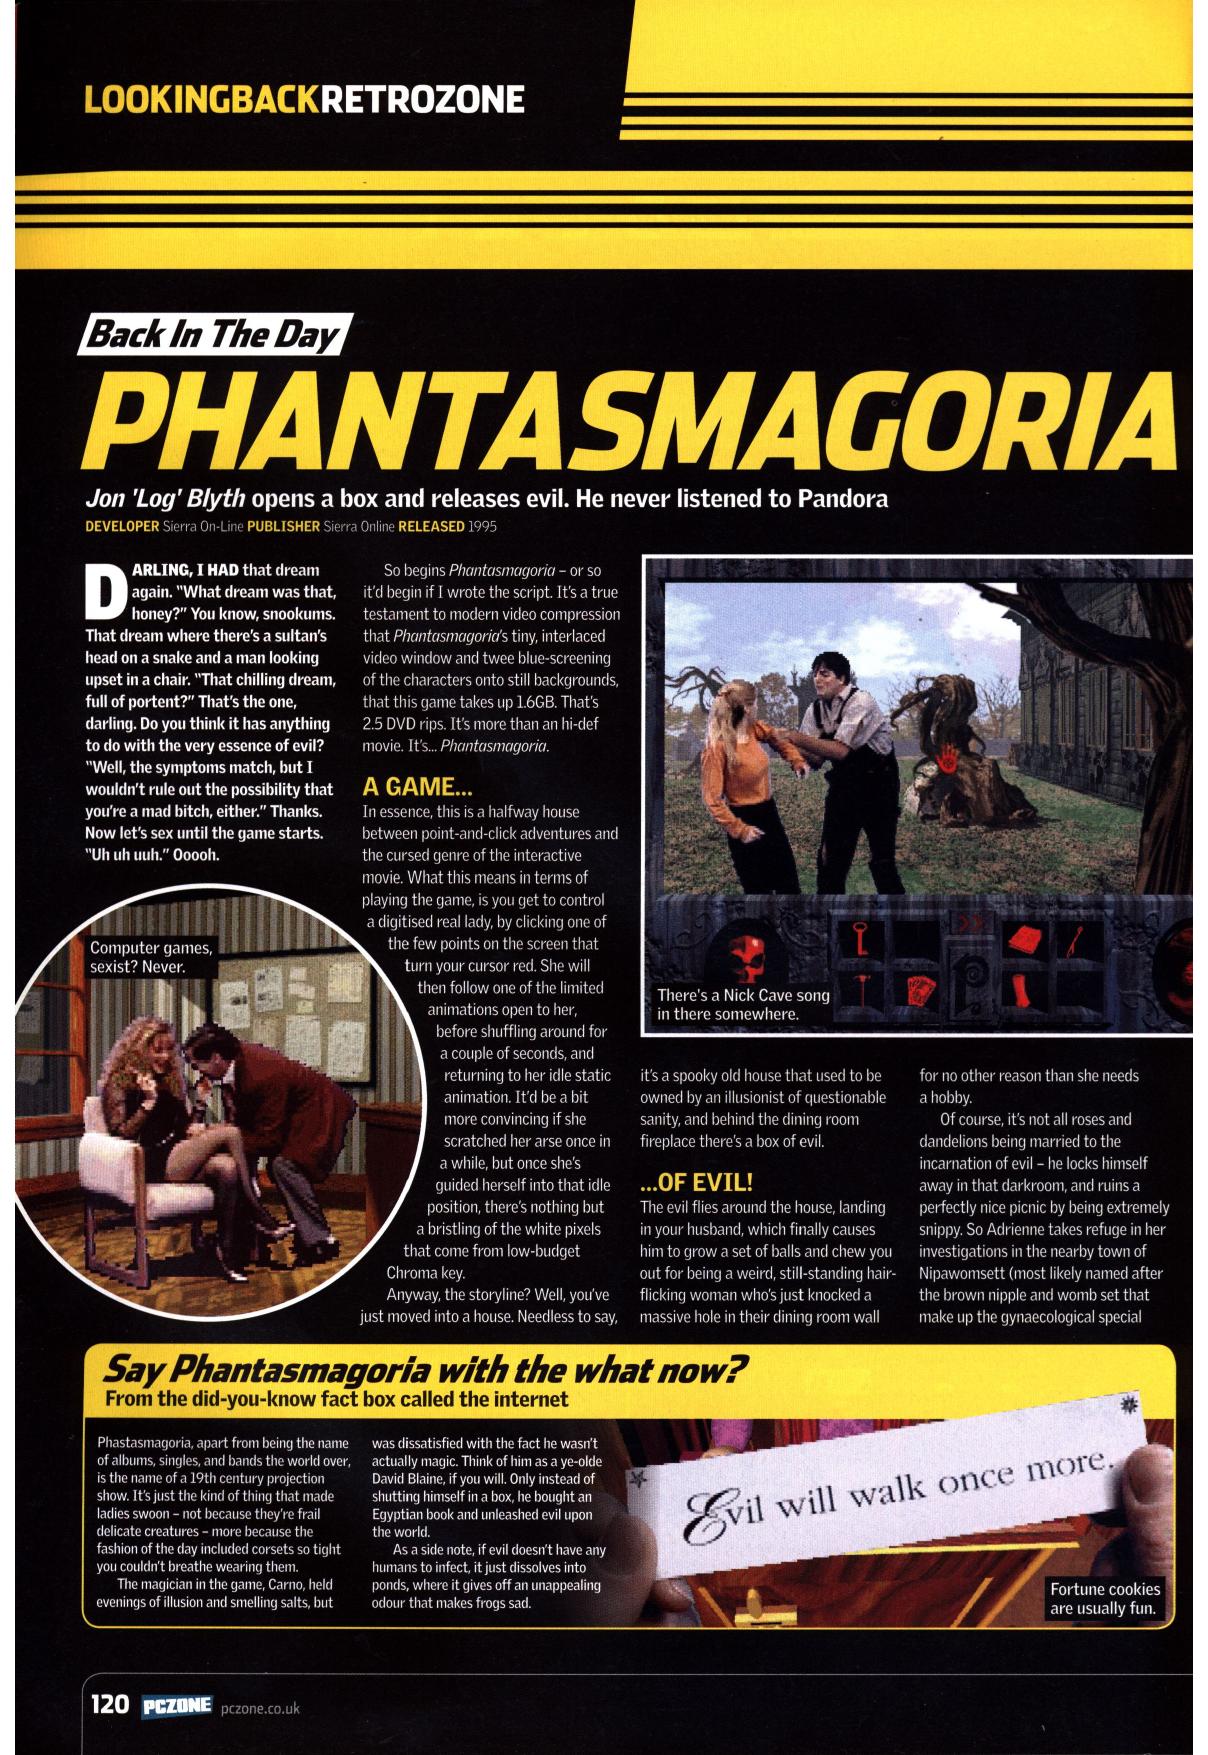 LOOKINGBACKRETROZONE
Back In The Day
PHANTASMAGORIA
Jon 'Log' Blyth opens a box and releases evil. He never listened to Pandora
DEVELOPER Sierra On-Line PUBLISHER Sierra Online RELEASED 1995
DARLING, I HAD that dream
again. "What dream was that,
honey?" You know, snookums.
That dream where there's a sultan's
head on a snake and a man looking
upset in a chair. "That chilling dream,
full of portent?" That's the one,
darling. Do you think it has anything
to do with the very essence of evil?
"Well, the symptoms match, but I
wouldn't rule out the possibility that
you're a mad bitch, either." Thanks.
Now let's sex until the game starts.
"Uh uh uuh." Ooooh.
Computer games,
sexist? Never.
So begins Phantasmagoria – or so
it'd begin if I wrote the script. It's a true
testament to modern video compression
that Phantasmagoria's tiny, interlaced
video window and twee blue-screening
of the characters onto still backgrounds,
that this game takes up 1.6GB. That's
2.5 DVD rips. It's more than an hi-def
movie. It's... Phantasmagoria.
A GAME...
In essence, this is a halfway house
between point-and-click adventures and
the cursed genre of the interactive
movie. What this means in terms of
playing the game, is you get to control
a digitised real lady, by clicking one of
the few points on the screen that
turn your cursor red. She will
then follow one of the limited
animations open to her,
before shuffling around for
a couple of seconds, and
returning to her idle static
animation. It'd be a bit
more convincing if she
scratched her arse once in
a while, but once she's
guided herself into that idle
position, there's nothing but
a bristling of the white pixels
that come from low-budget
Chroma key.
Anyway, the storyline? Well, you've
just moved into a house. Needless to say,
There's a Nick Cave song
in there somewhere.
it's a spooky old house that used to be
owned by an illusionist of questionable
sanity, and behind the dining room
fireplace there's a box of evil.
...OF EVIL!
The evil flies around the house, landing
in your husband, which finally causes
him to grow a set of balls and chew you
out for being a weird, still-standing hair-
flicking woman who's just knocked a
massive hole in their dining room wall
for no other reason than she needs
a hobby.
Of course, it's not all roses and
dandelions being married to the
incarnation of evil – he locks himself
away in that darkroom, and ruins a
perfectly nice picnic by being extremely
snippy. So Adrienne takes refuge in her
investigations in the nearby town of
Nipawomsett (most likely named after
the brown nipple and womb set that
make up the gynaecological special
Say Phantasmagoria with the what now?
From the did-you-know fact box called the internet
Phastasmagoria, apart from being the name
of albums, singles, and bands the world over,
is the name of a 19th century projection
show. It's just the kind of thing that made
ladies swoon – not because they're frail
delicate creatures – more because the
fashion of the day included corsets so tight
you couldn't breathe wearing them.
The magician in the game, Carno, held
evenings of illusion and smelling salts, but
was dissatisfied with the fact he wasn't
actually magic. Think of him as a ye-olde
David Blaine, if you will. Only instead of
shutting himself in a box, he bought an
Egyptian book and unleashed evil upon
the world.
As a side note, if evil doesn't have any
humans to infect, it just dissolves into
ponds, where it gives off an unappealing
odour that makes frogs sad.
Evil will walk once more.
Fortune cookies
are usually fun.
120 PCZONE pczone.co.uk